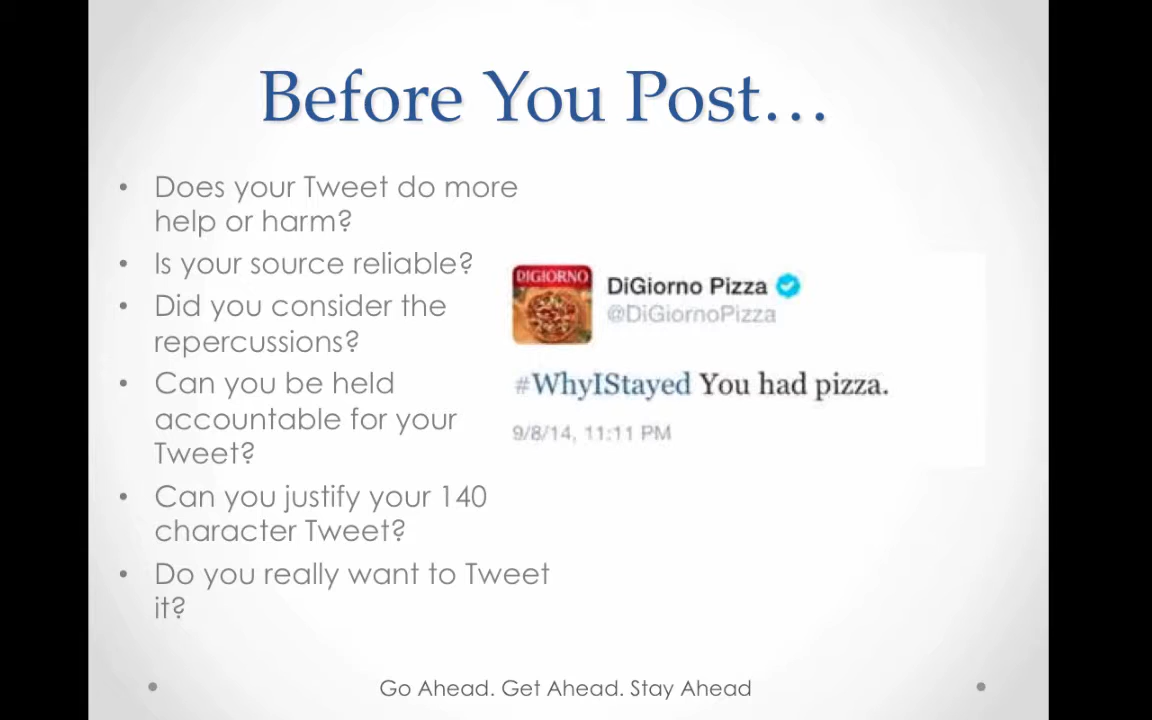 Before You Post…
• Does your Tweet do more
help or harm?
• Is your source reliable?
• Did you consider the
repercussions?
• Can you be held
accountable for your
Tweet?
• Can you justify your 140
character Tweet?
• Do you really want to Tweet
it?
DIGIORNO
DiGiorno Pizza
@DiGiornoPizza
#WhyIStayed You had pizza.
9/8/14, 11:11 PM
Go Ahead. Get Ahead. Stay Ahead